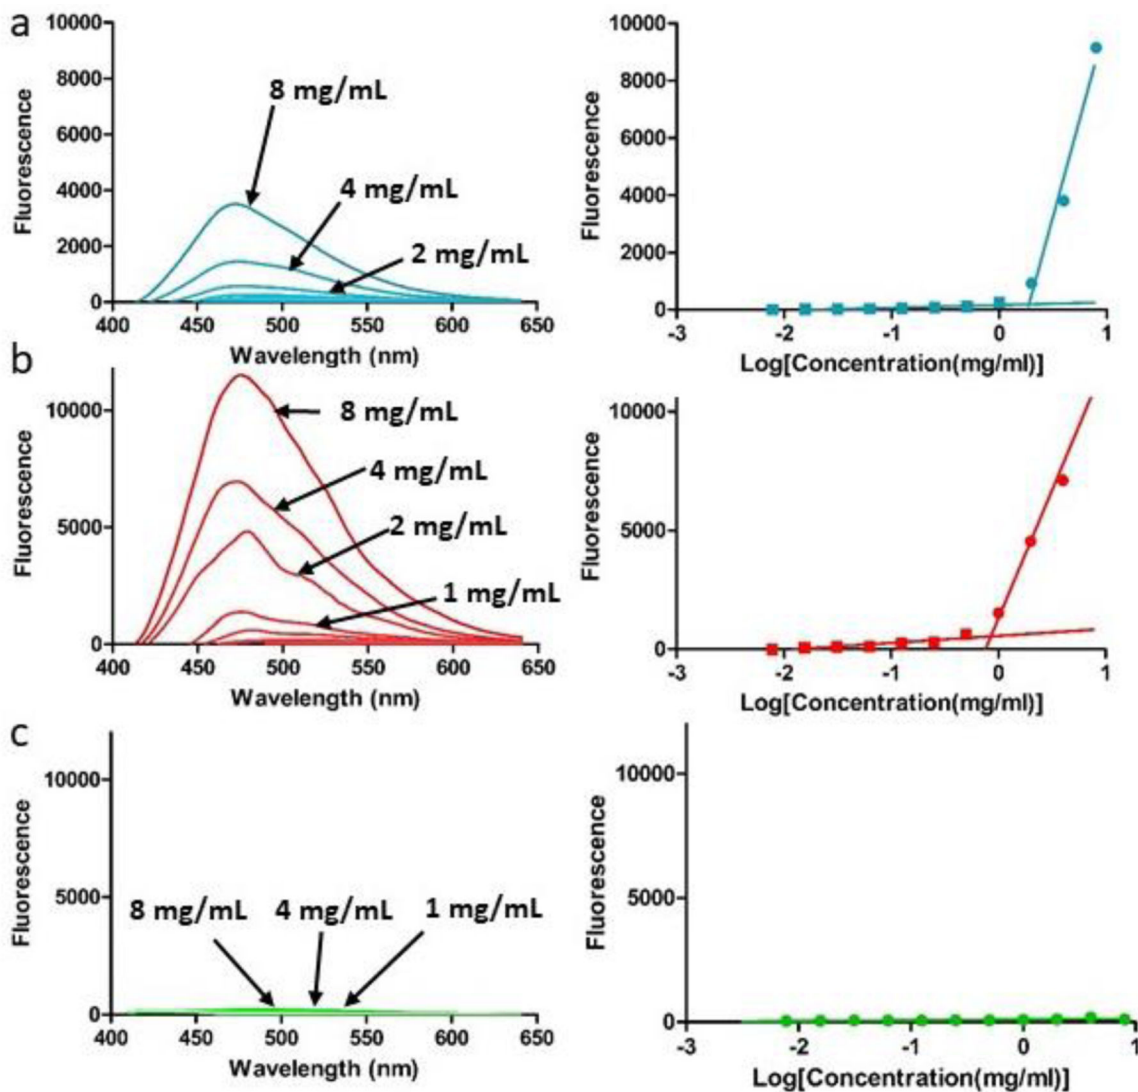 a
10000
8000
6000
4000
2000
0
Fluorescence
8 mg/mL
4 mg/mL
2 mg/mL
400 450 500 550 600 650
Wavelength (nm)
10000
8000
6000
4000
2000
0
Fluorescence
-3 -2 -1 0 1
Log[Concentration(mg/ml)]
b
10000
5000
0
Fluorescence
8 mg/mL
4 mg/mL
2 mg/mL
1 mg/mL
400 450 500 550 600 650
Wavelength (nm)
10000
5000
0
Fluorescence
-3 -2 -1 0 1
Log[Concentration(mg/ml)]
c
10000
5000
0
Fluorescence
8 mg/mL 4 mg/mL 1 mg/mL
400 450 500 550 600 650
Wavelength (nm)
10000
5000
0
Fluorescence
-3 -2 -1 0 1
Log[Concentration(mg/ml)]